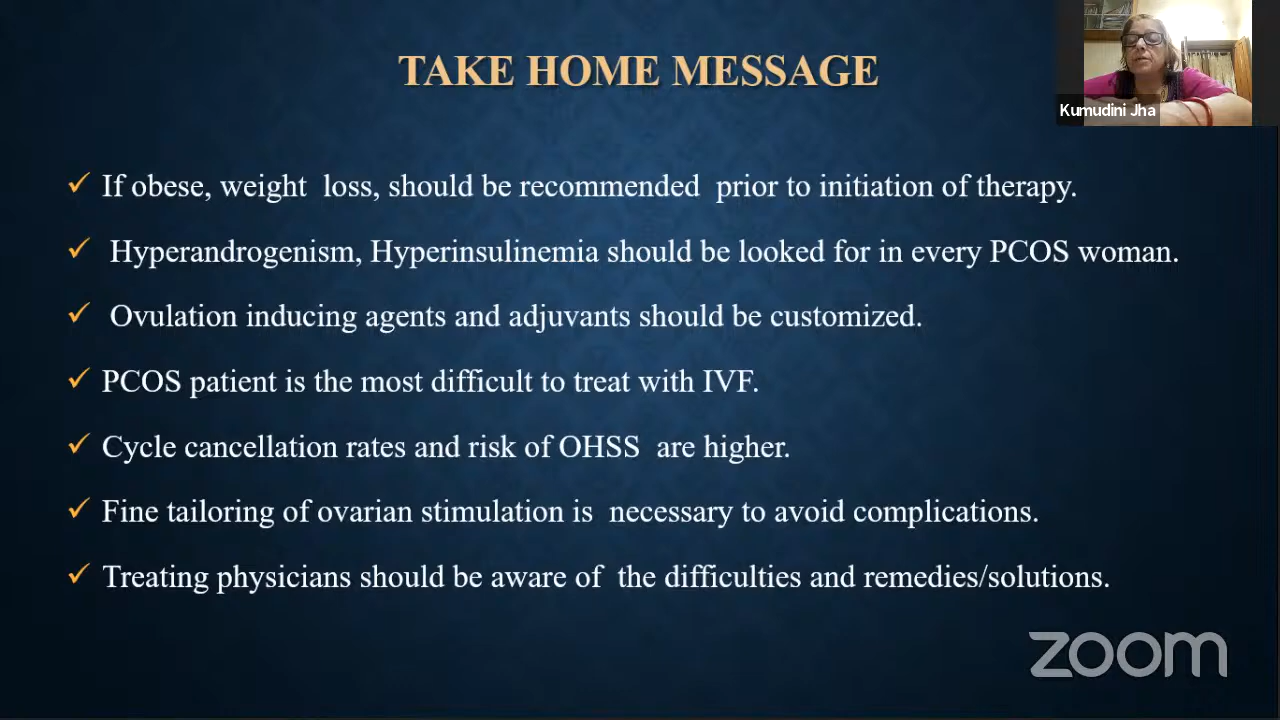 TAKE HOME MESSAGE
Kumudini Jha
✓ If obese, weight loss, should be recommended prior to initiation of therapy.
✓ Hyperandrogenism, Hyperinsulinemia should be looked for in every PCOS woman.
✓ Ovulation inducing agents and adjuvants should be customized.
✓ PCOS patient is the most difficult to treat with IVF.
✓ Cycle cancellation rates and risk of OHSS are higher.
✓ Fine tailoring of ovarian stimulation is necessary to avoid complications.
✓ Treating physicians should be aware of the difficulties and remedies/solutions.
zoom